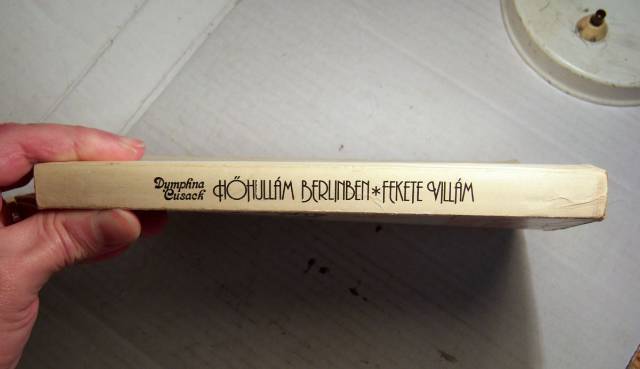 Dymphna
Cusack
HŐHULLÁM BERLINBEN * FEKETE VILLÁM